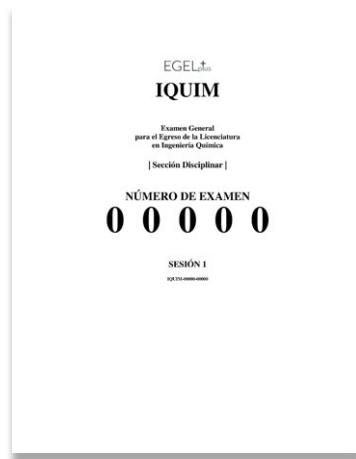 EGEL+plus
IQUIM
Examen General
para el Egreso de la Licenciatura
en Ingeniería Química
| Sección Disciplinar |
NÚMERO DE EXAMEN
0 0 0 0 0
SESIÓN 1
IQUIM-00000-00000